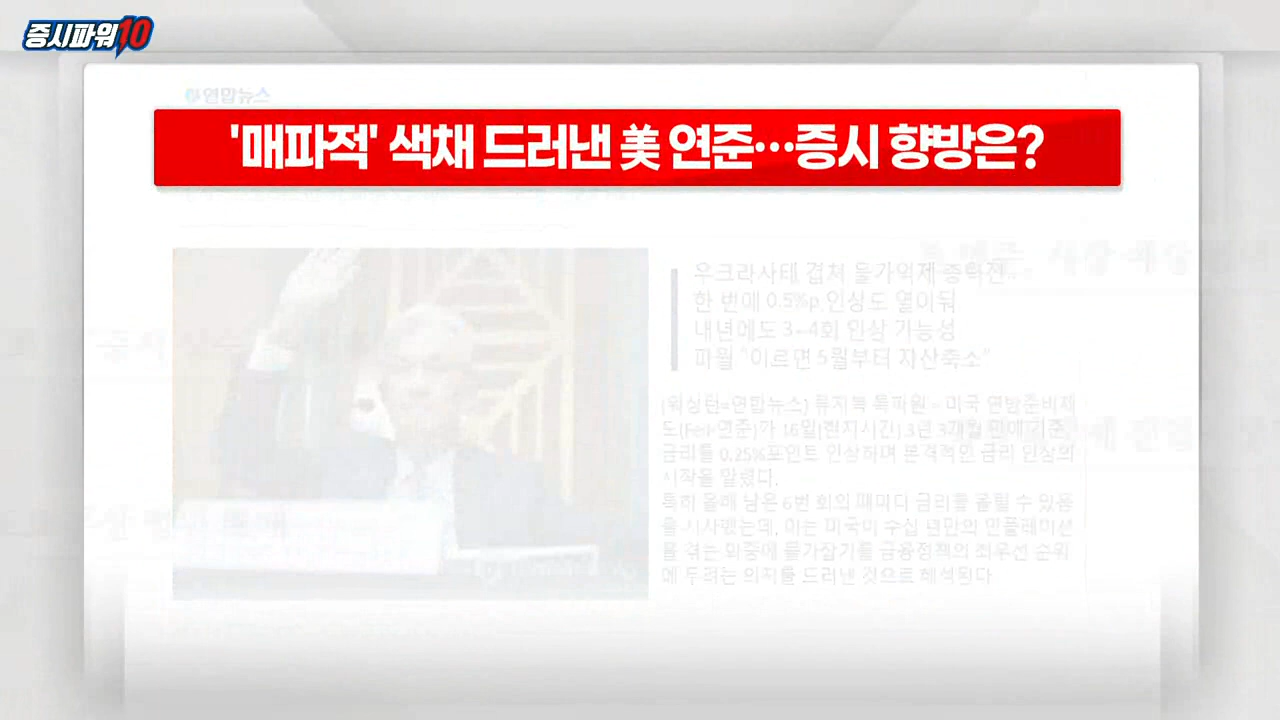 증시파워10
연합뉴스
'매파적' 색채 드러낸 美 연준…증시 향방은?
우크라사태 겹쳐 물가억제 총력전…
한 번에 0.5%p 인상도 열어둬
내년에도 3~4회 인상 가능성
파월 "이르면 5월부터 자산축소"
(워싱턴=연합뉴스) 류지복 특파원 = 미국 연방준비제
도(Fed·연준)가 16일(현지시간) 3년 3개월 만에 기준
금리를 0.25%포인트 인상하며 본격적인 금리 인상의
시작을 알렸다.
특히 올해 남은 6번 회의 때마다 금리를 올릴 수 있음
을 시사했는데, 이는 미국이 수십 년만의 인플레이션
을 겪는 와중에 물가잡기를 금융정책의 최우선 순위
에 두려는 의지를 드러낸 것으로 해석된다